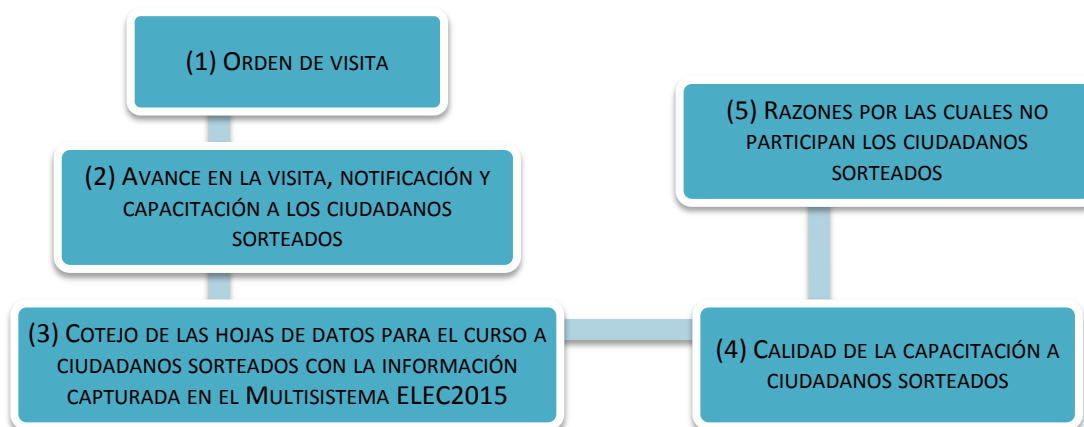 (1) ORDEN DE VISITA
(2) AVANCE EN LA VISITA, NOTIFICACIÓN Y
CAPACITACIÓN A LOS CIUDADANOS
SORTEADOS
(3) COTEJO DE LAS HOJAS DE DATOS PARA EL CURSO A
CIUDADANOS SORTEADOS CON LA INFORMACIÓN
CAPTURADA EN EL MULTISISTEMA ELEC2015
(4) CALIDAD DE LA CAPACITACIÓN A
CIUDADANOS SORTEADOS
(5) RAZONES POR LAS CUALES NO
PARTICIPAN LOS CIUDADANOS
SORTEADOS